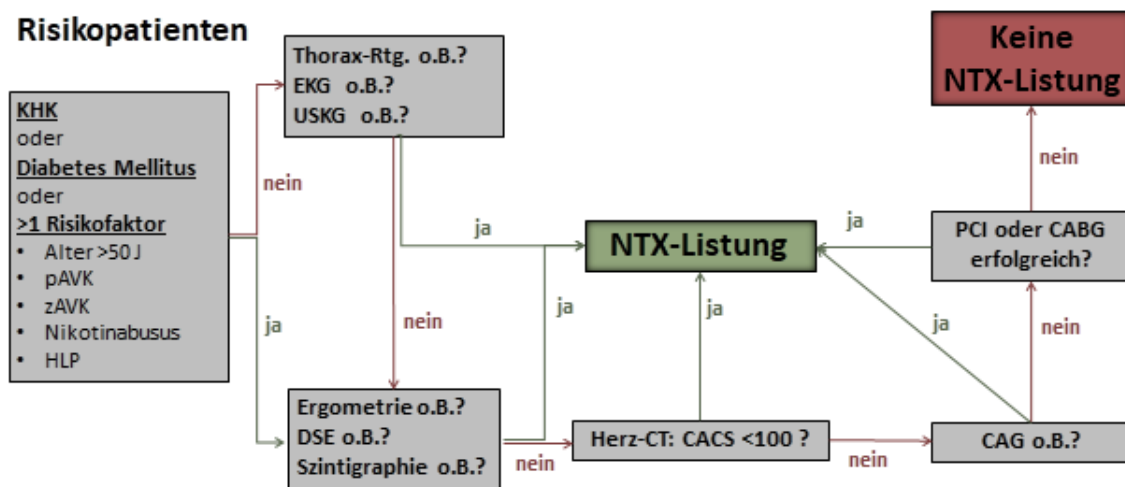 Risikopatienten
KHK
oder
Diabetes Mellitus
oder
>1 Risikofaktor
• Alter >50 J
• pAVK
• zAVK
• Nikotinabusus
• HLP
nein
ja
Thorax-Rtg. o.B.?
EKG o.B.?
USKG o.B.?
ja
nein
Ergometrie o.B.?
DSE o.B.?
Szintigraphie o.B.?
ja
nein
NTX-Listung
Herz-CT: CACS <100 ?
ja
nein
CAG o.B.?
ja
nein
PCI oder CABG
erfolgreich?
ja
nein
Keine
NTX-Listung